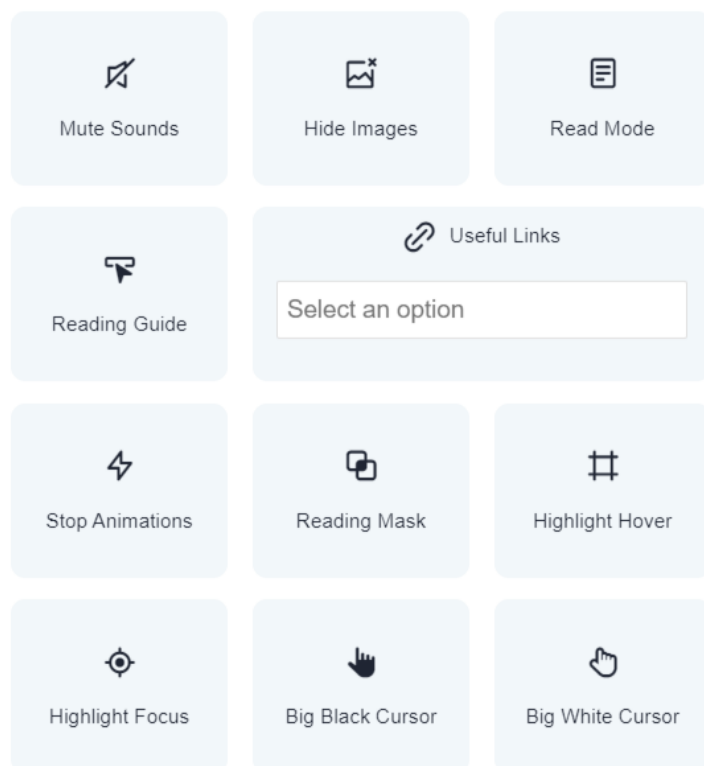 Mute Sounds
Hide Images
Read Mode
Reading Guide
Useful Links
Select an option
Stop Animations
Reading Mask
Highlight Hover
Highlight Focus
Big Black Cursor
Big White Cursor